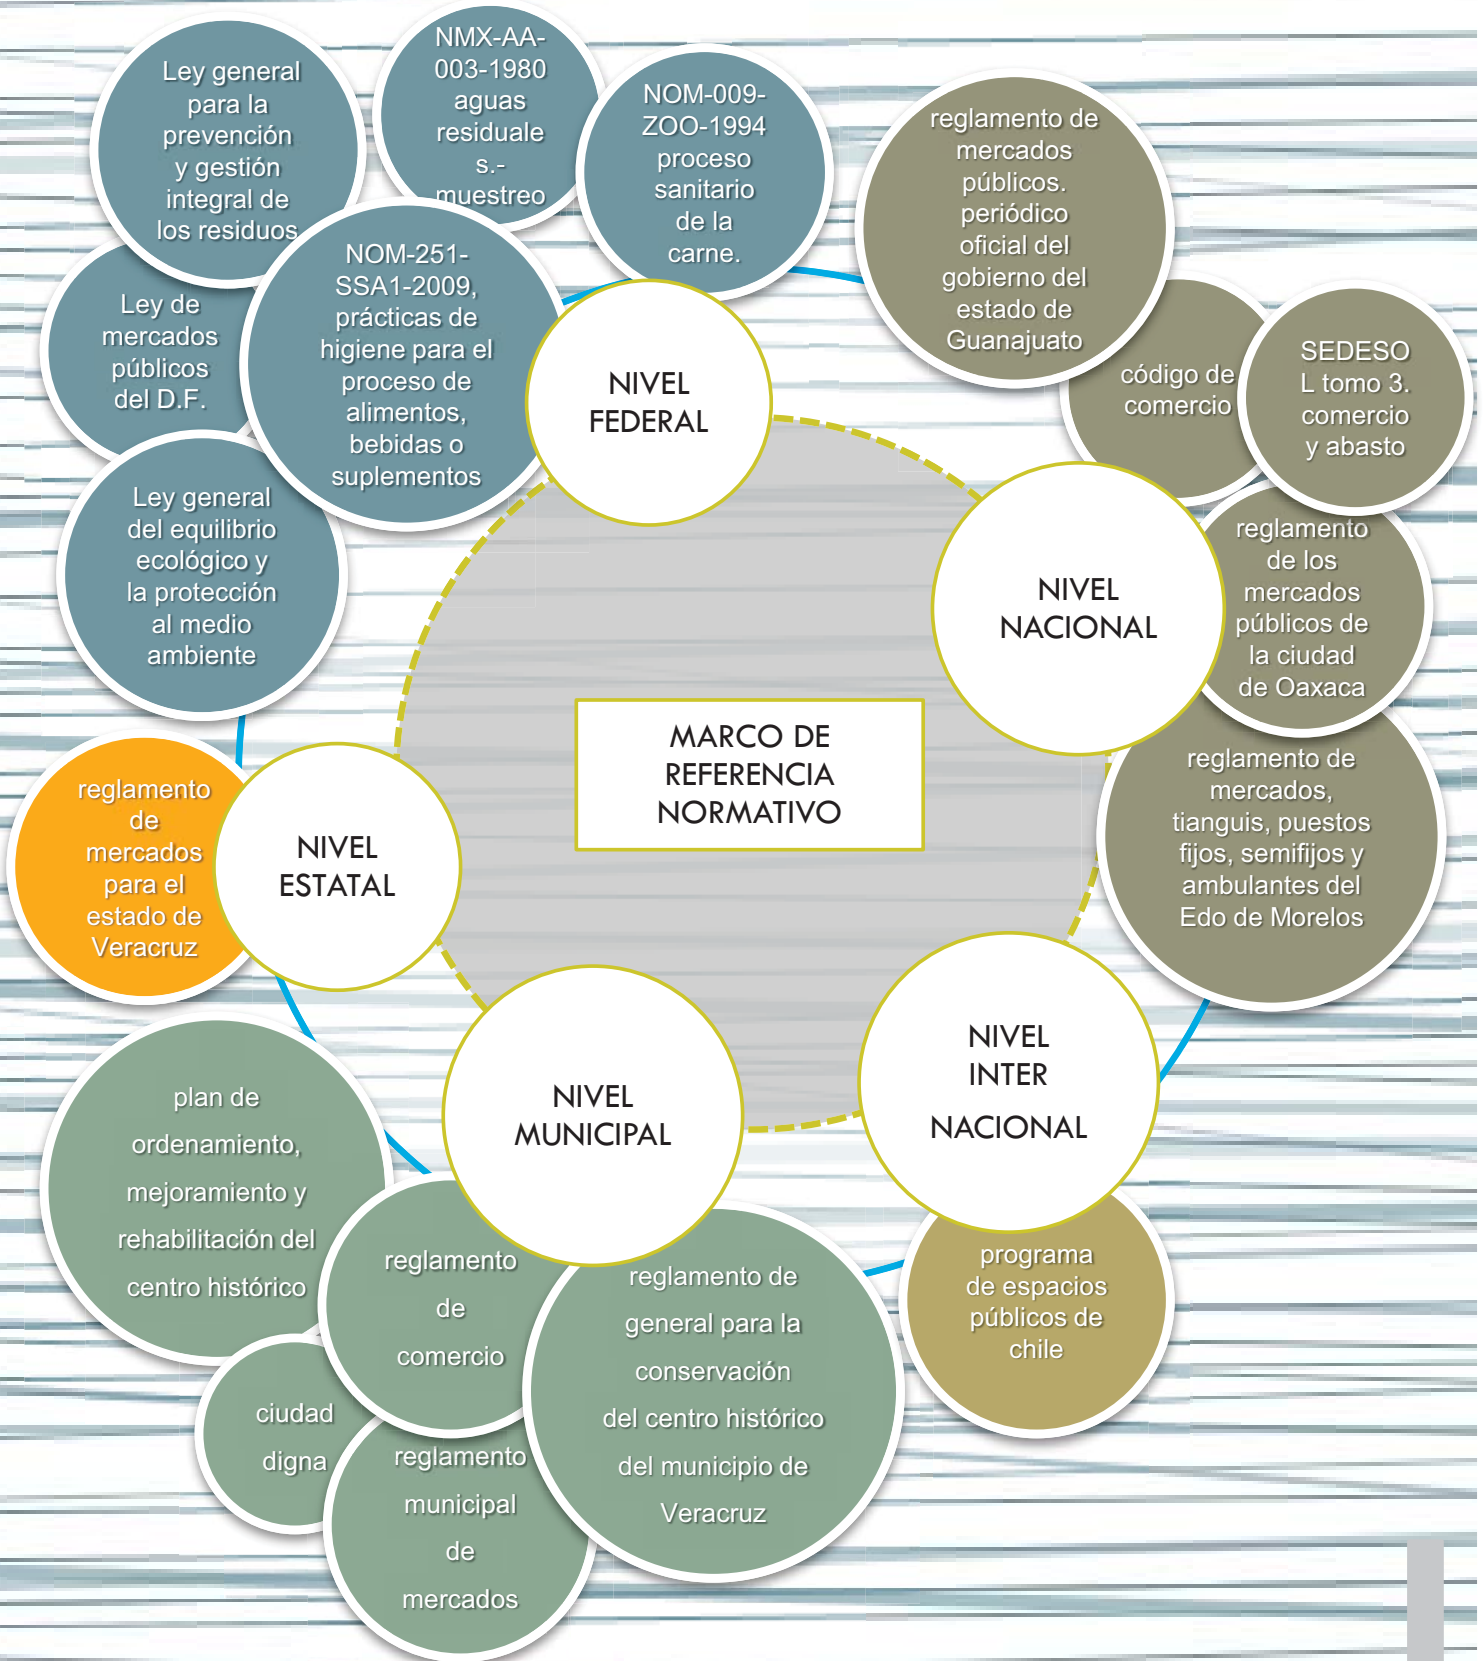 Ley general
para la
prevención
y gestión
integral de
los residuos
NMX-AA-
003-1980
aguas
residuale
s.-
muestreo
NOM-009-
ZOO-1994
proceso
sanitario
de la
carne.
Ley de
mercados
públicos
del D.F.
NOM-251-
SSA1-2009,
prácticas de
higiene para el
proceso de
alimentos,
bebidas o
suplementos
Ley general
del equilibrio
ecológico y
la protección
al medio
ambiente
NIVEL
FEDERAL
reglamento de
mercados
públicos.
periódico
oficial del
gobierno del
estado de
Guanajuato
código de
comercio
SEDESO
L tomo 3.
comercio
y abasto
NIVEL
NACIONAL
reglamento
de los
mercados
públicos de
la ciudad
de Oaxaca
reglamento de
mercados,
tianguis, puestos
fijos, semifijos y
ambulantes del
Edo de Morelos
MARCO DE
REFERENCIA
NORMATIVO
reglamento
de
mercados
para el
estado de
Veracruz
NIVEL
ESTATAL
NIVEL
MUNICIPAL
NIVEL
INTER
NACIONAL
plan de
ordenamiento,
mejoramiento y
rehabilitación del
centro histórico
reglamento
de
comercio
ciudad
digna
reglamento
municipal
de
mercados
reglamento de
general para la
conservación
del centro histórico
del municipio de
Veracruz
programa
de espacios
públicos de
chile